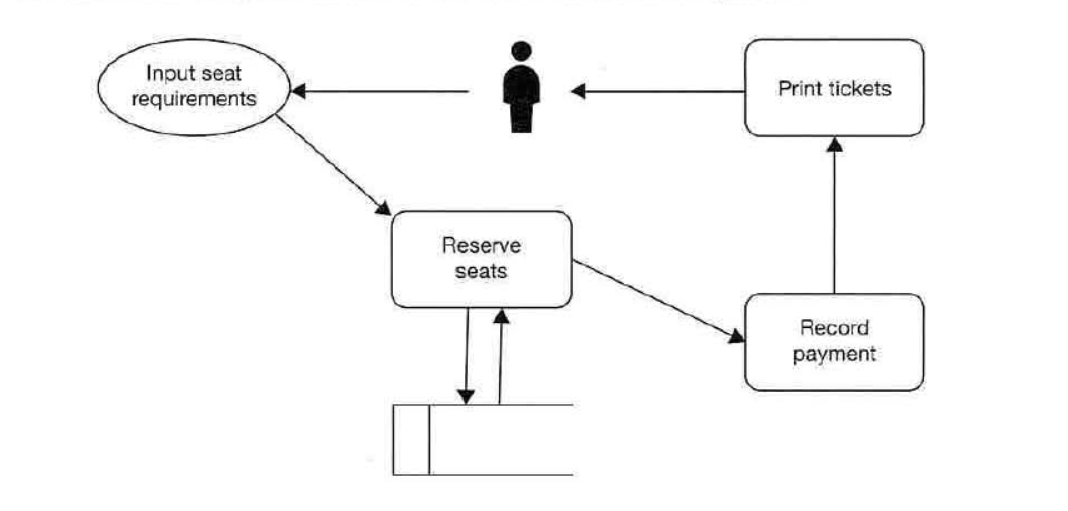 Input seat
requirements
Print tickets
Reserve
seats
Record
payment